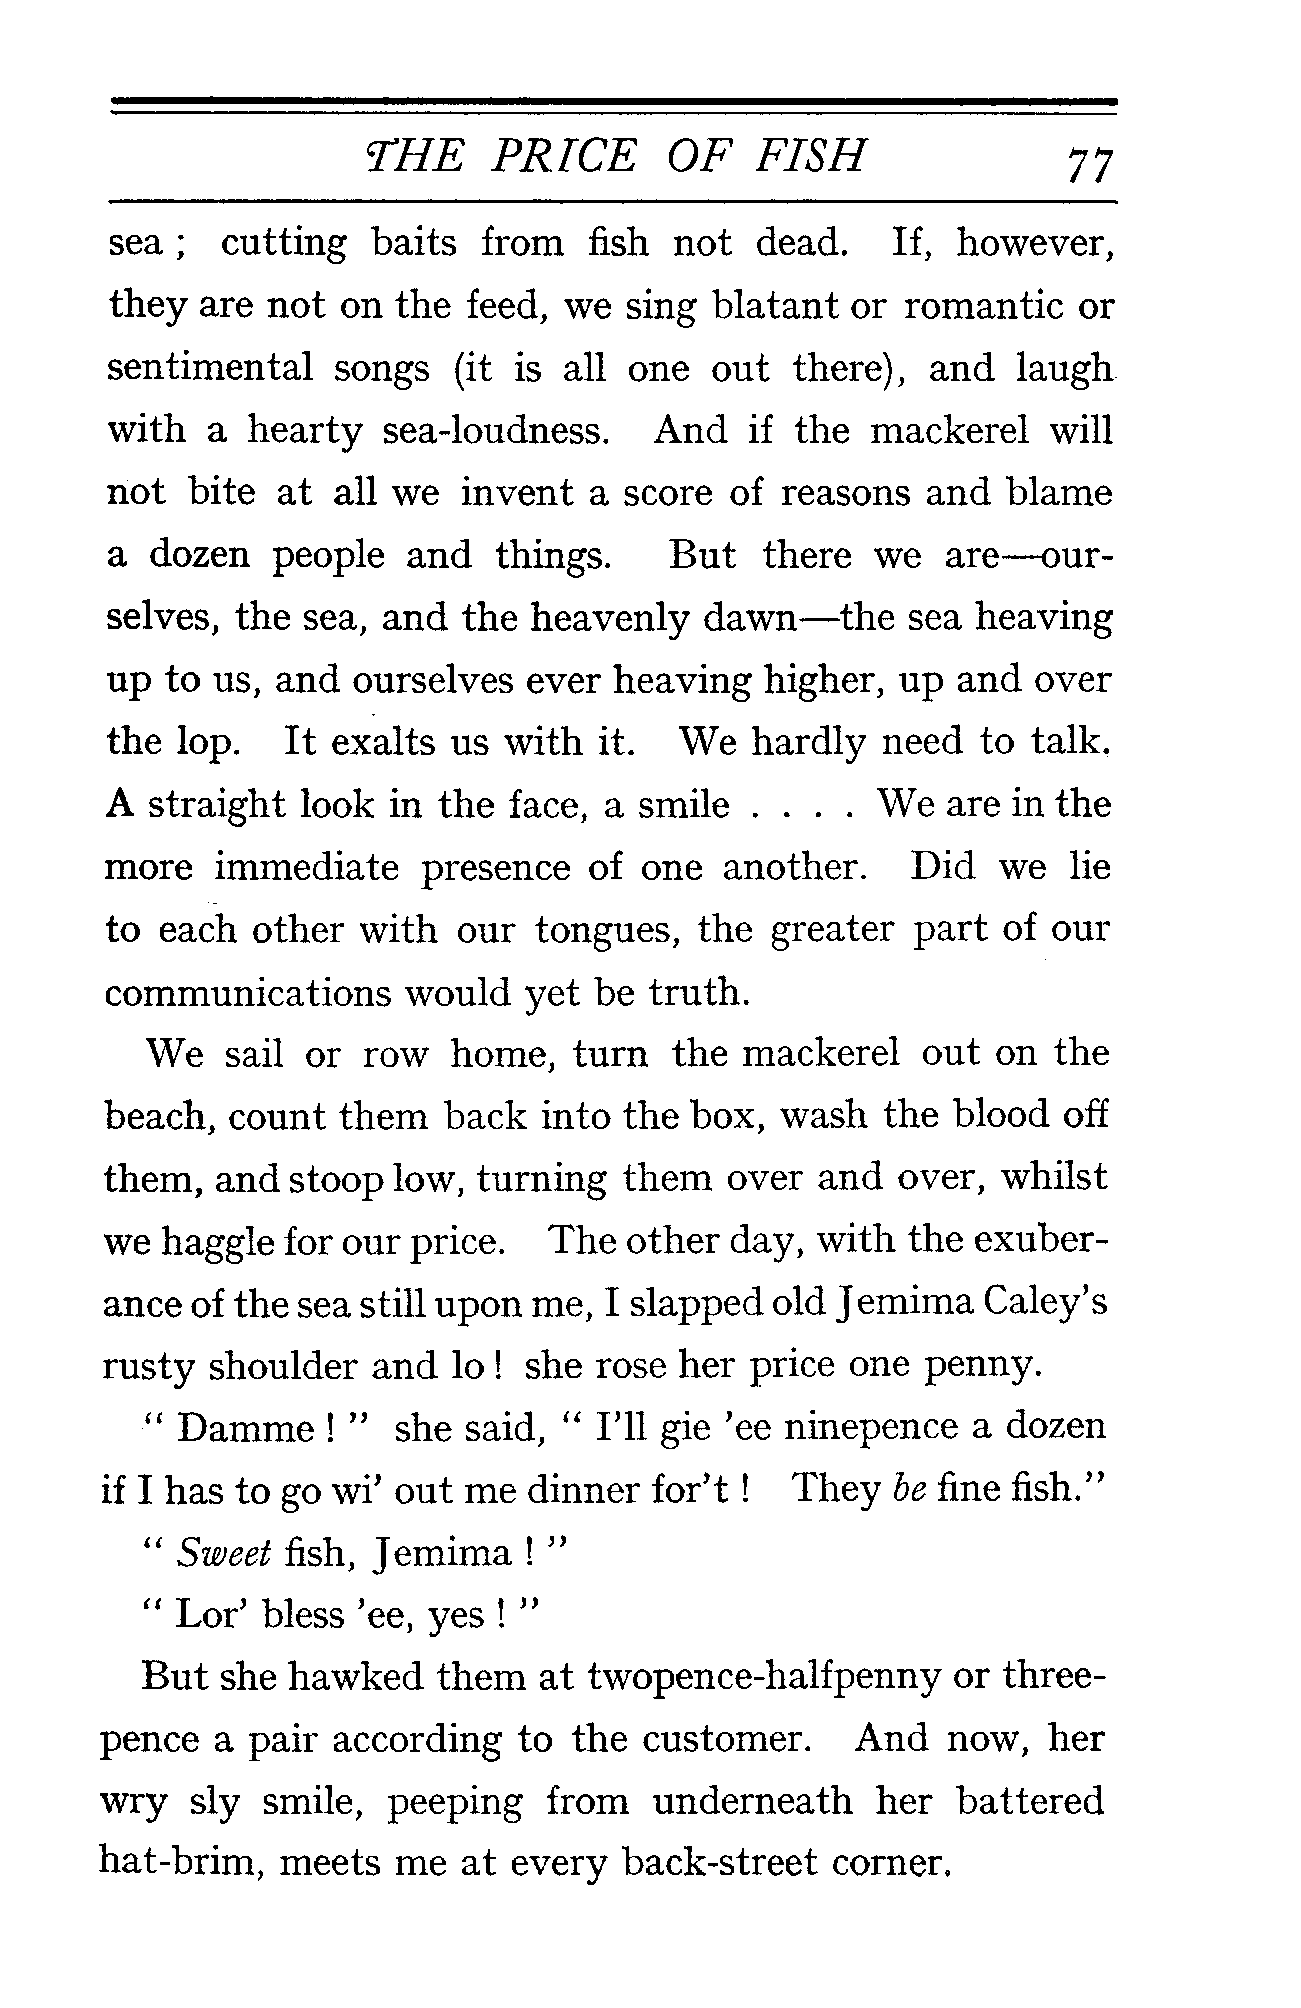 THE PRICE OF FISH 77
sea ; cutting baits from fish not dead. If, however,
they are not on the feed, we sing blatant or romantic or
sentimental songs (it is all one out there), and laugh
with a hearty sea-loudness. And if the mackerel will
not bite at all we invent a score of reasons and blame
a dozen people and things. But there we are—our-
selves, the sea, and the heavenly dawn—the sea heaving
up to us, and ourselves ever heaving higher, up and over
the lop. It exalts us with it. We hardly need to talk.
A straight look in the face, a smile . . . . We are in the
more immediate presence of one another. Did we lie
to each other with our tongues, the greater part of our
communications would yet be truth.
We sail or row home, turn the mackerel out on the
beach, count them back into the box, wash the blood off
them, and stoop low, turning them over and over, whilst
we haggle for our price. The other day, with the exuber-
ance of the sea still upon me, I slapped old Jemima Caley's
rusty shoulder and lo ! she rose her price one penny.
“ Damme ! ” she said, “ I'll gie 'ee ninepence a dozen
if I has to go wi' out me dinner for't ! They be fine fish.”
“ Sweet fish, Jemima ! ”
“ Lor' bless 'ee, yes ! ”
But she hawked them at twopence-halfpenny or three-
pence a pair according to the customer. And now, her
wry sly smile, peeping from underneath her battered
hat-brim, meets me at every back-street corner.